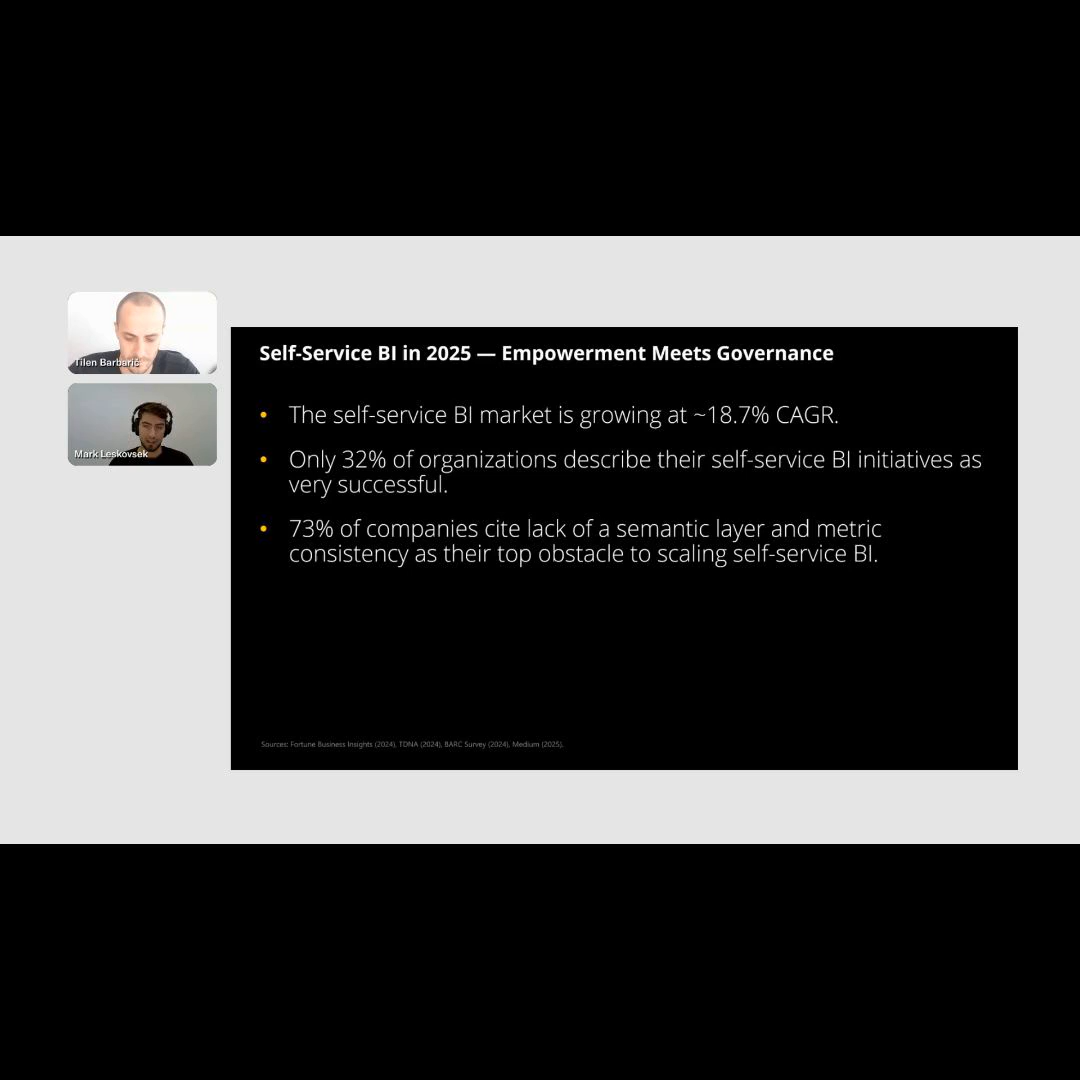 Tilen Barbarič
Mark Leskovsek
Self-Service BI in 2025 — Empowerment Meets Governance
• The self-service BI market is growing at ~18.7% CAGR.
• Only 32% of organizations describe their self-service BI initiatives as
very successful.
• 73% of companies cite lack of a semantic layer and metric
consistency as their top obstacle to scaling self-service BI.
Sources: Fortune Business Insights (2024), TDNA (2024), BARC Survey (2024), Medium (2025).